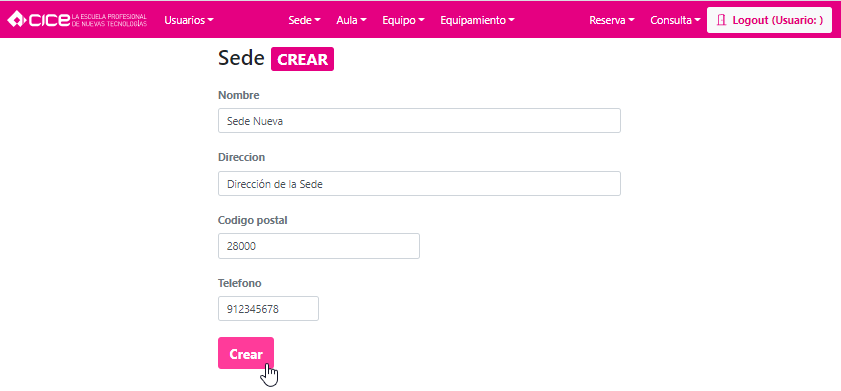 CICE LA ESCUELA PROFESIONAL
DE NUEVAS TECNOLOGÍAS
Usuarios Sede Aula Equipo Equipamiento Reserva Consulta Logout (Usuario: )
Sede CREAR
Nombre
Sede Nueva
Direccion
Dirección de la Sede
Codigo postal
28000
Telefono
912345678
Crear